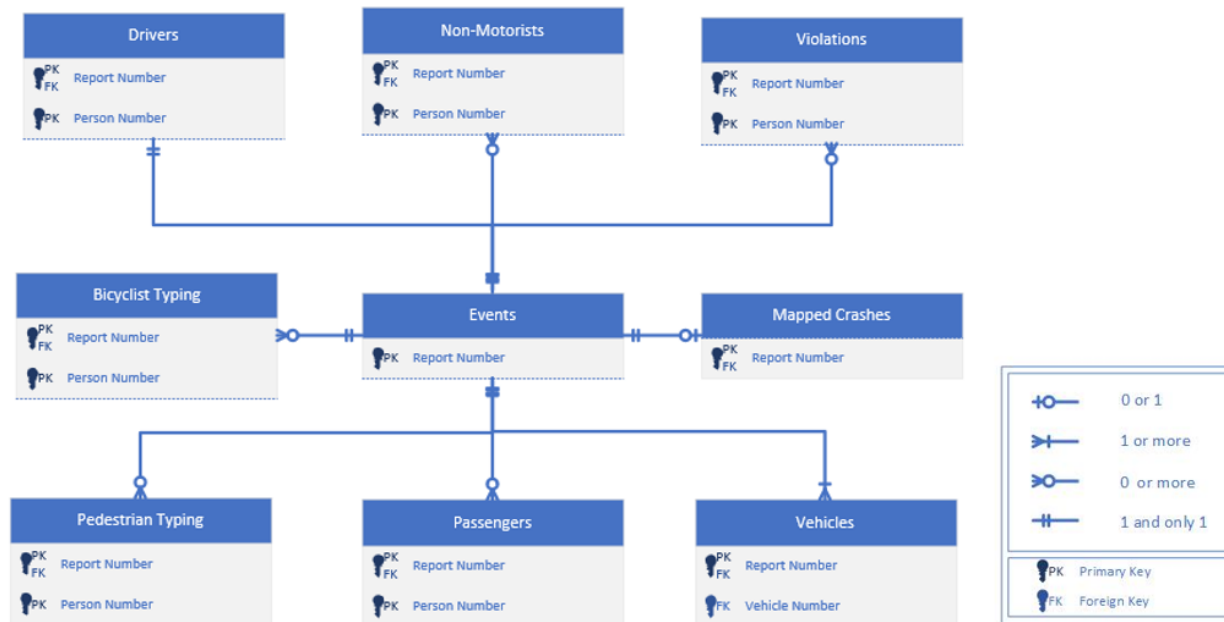 Drivers
PK
FK
Report Number
PK
Person Number
Non-Motorists
PK
FK
Report Number
PK
Person Number
Violations
PK
FK
Report Number
PK
Person Number
Bicyclist Typing
PK
FK
Report Number
PK
Person Number
Events
PK
Report Number
Mapped Crashes
PK
FK
Report Number
Pedestrian Typing
PK
FK
Report Number
PK
Person Number
Passengers
PK
FK
Report Number
PK
Person Number
Vehicles
PK
FK
Report Number
FK
Vehicle Number
0 or 1
1 or more
0 or more
1 and only 1
PK Primary Key
FK Foreign Key